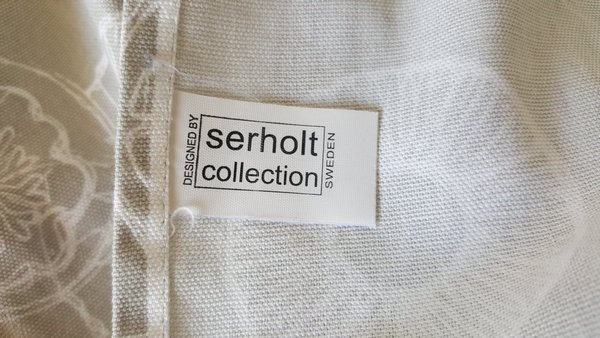 DESIGNED BY
serholt
collection
SWEDEN